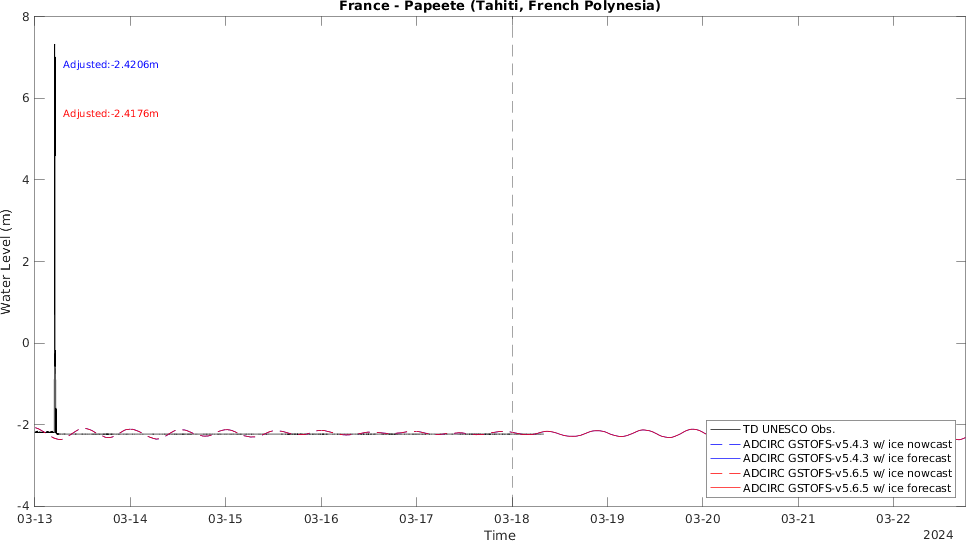 France - Papeete (Tahiti, French Polynesia)
8
6
4
2
0
-2
-4
Water Level (m)
Adjusted:-2.4206m
Adjusted:-2.4176m
TD UNESCO Obs.
ADCIRC GSTOFS-v5.4.3 w/ ice nowcast
ADCIRC GSTOFS-v5.4.3 w/ ice forecast
ADCIRC GSTOFS-v5.6.5 w/ ice nowcast
ADCIRC GSTOFS-v5.6.5 w/ ice forecast
03-13 03-14 03-15 03-16 03-17 03-18 03-19 03-20 03-21 03-22
Time
2024